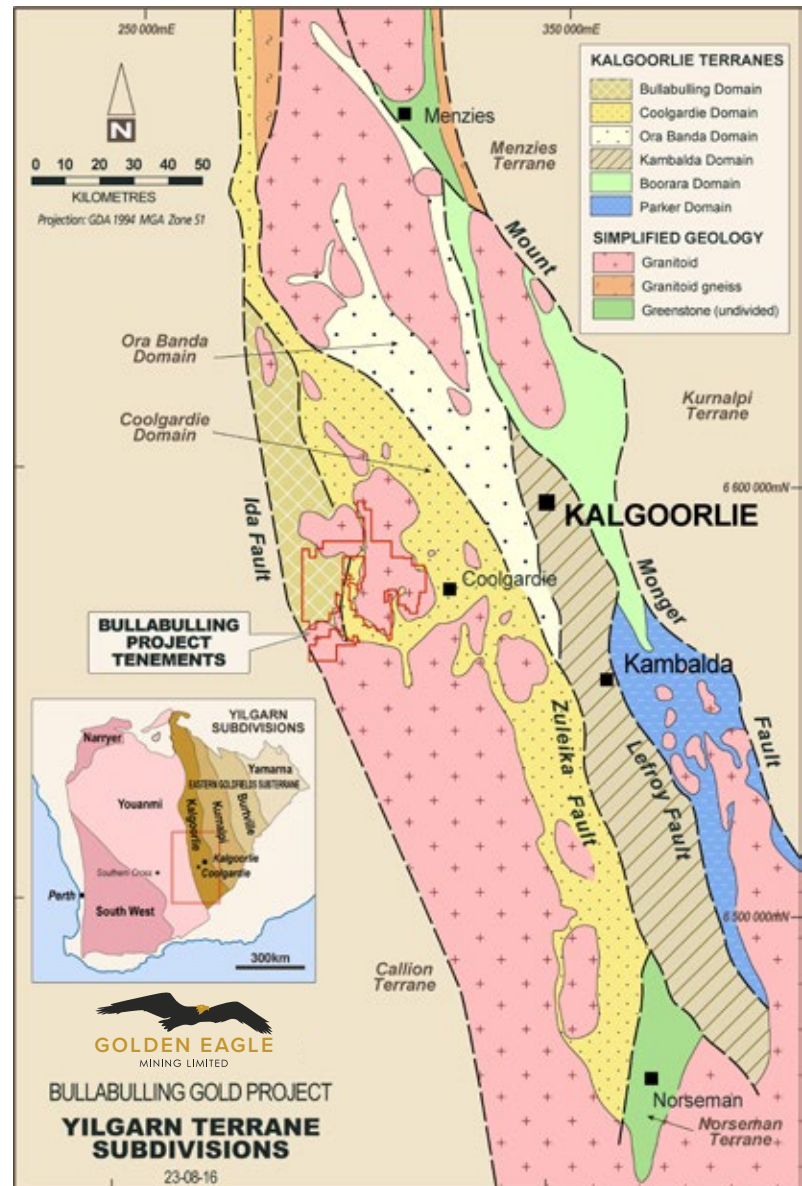 250 000mE
350 000mE
N
0 10 20 30 40 50
KILOMETRES
Projection: GDA 1994 MGA Zone 51
KALGOORLIE TERRANES
Bullabulling Domain
Coolgardie Domain
Ora Banda Domain
Kambalda Domain
Boorara Domain
Parker Domain
SIMPLIFIED GEOLOGY
Granitoid
Granitoid gneiss
Greenstone (undivided)
Menzies
Menzies
Terrane
Mount
Ora Banda
Domain
Coolgardie
Domain
Kurnalpi
Terrane
6 600 000mN
Ida Fault
KALGOORLIE
Coolgardie
Monger
BULLABULLING
PROJECT
TENEMENTS
Kambalda
Zuleika
Fault
Lefroy Fault
Fault
YILGARN
SUBDIVISIONS
Narryer
Yamarna
EASTERN GOLDFIELDS SUBTERRANE
Youanmi
Kalgoorlie
Kurnalpi
Burtville
Kalgoorlie
Coolgardie
Southern Cross
Perth
South West
300km
6 500 000mN
Callion
Terrane
GOLDEN EAGLE
MINING LIMITED
BULLABULLING GOLD PROJECT
YILGARN TERRANE
SUBDIVISIONS
23-08-16
Norseman
Norseman
Terrane